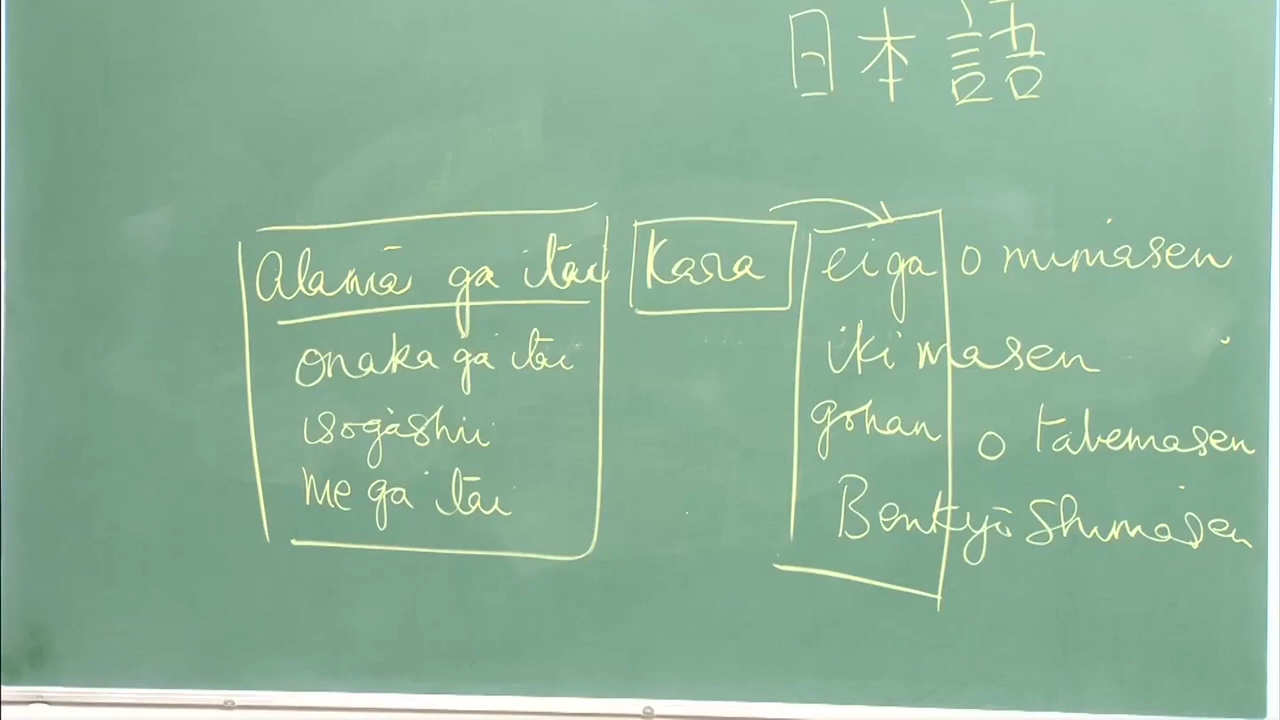 日本語
Atama ga itai Kara eiga o mimasen
onaka ga itai ikimasen
isogashii gohan o tabemasen
me ga itai Benkyō shimasen